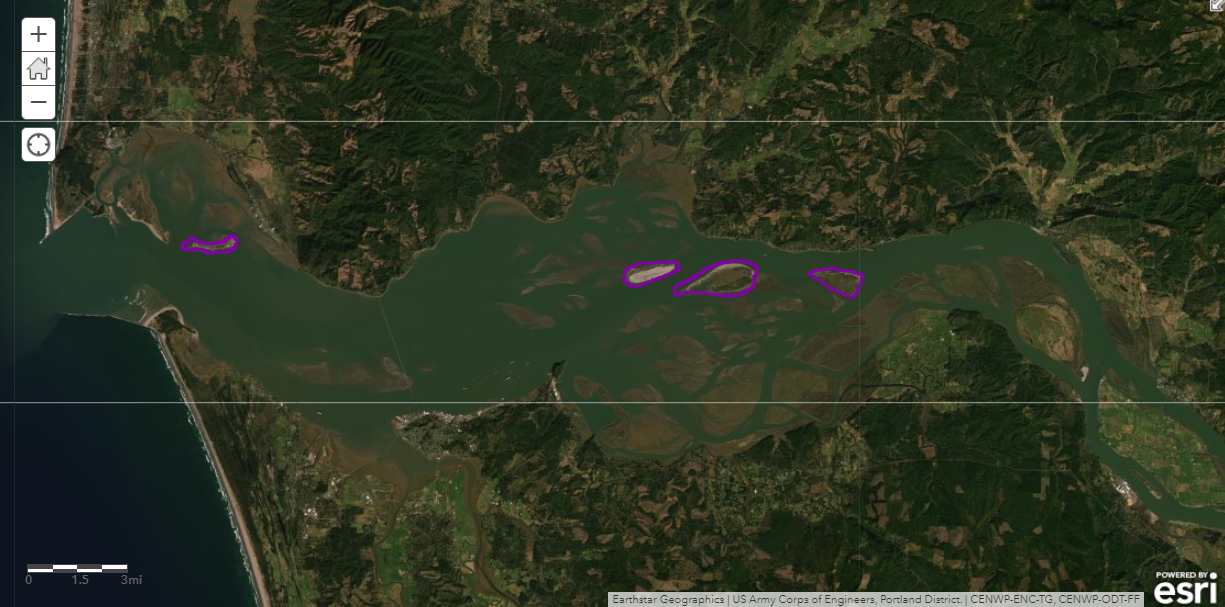 +
−
0 1.5 3mi
Earthstar Geographics | US Army Corps of Engineers, Portland District. | CENWP-ENC-TG, CENWP-ODT-FF
POWERED BY
esri